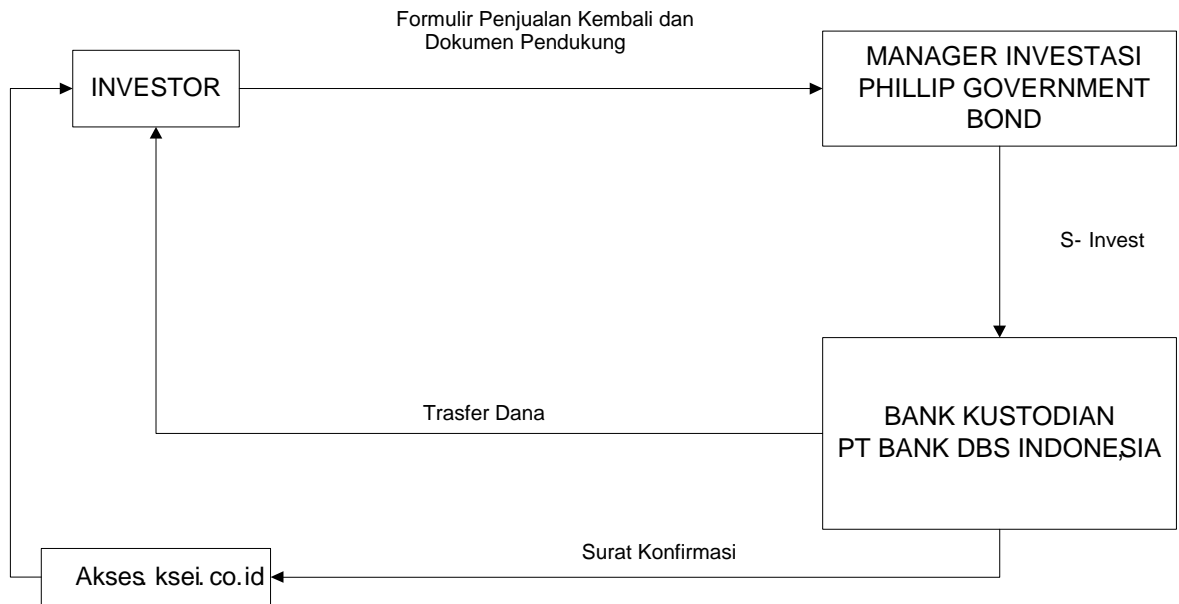 Formulir Penjualan Kembali dan
Dokumen Pendukung
INVESTOR
MANAGER INVESTASI
PHILLIP GOVERNMENT
BOND
S- Invest
Trasfer Dana
BANK KUSTODIAN
PT BANK DBS INDONESIA
Surat Konfirmasi
Akses. ksei. co.id